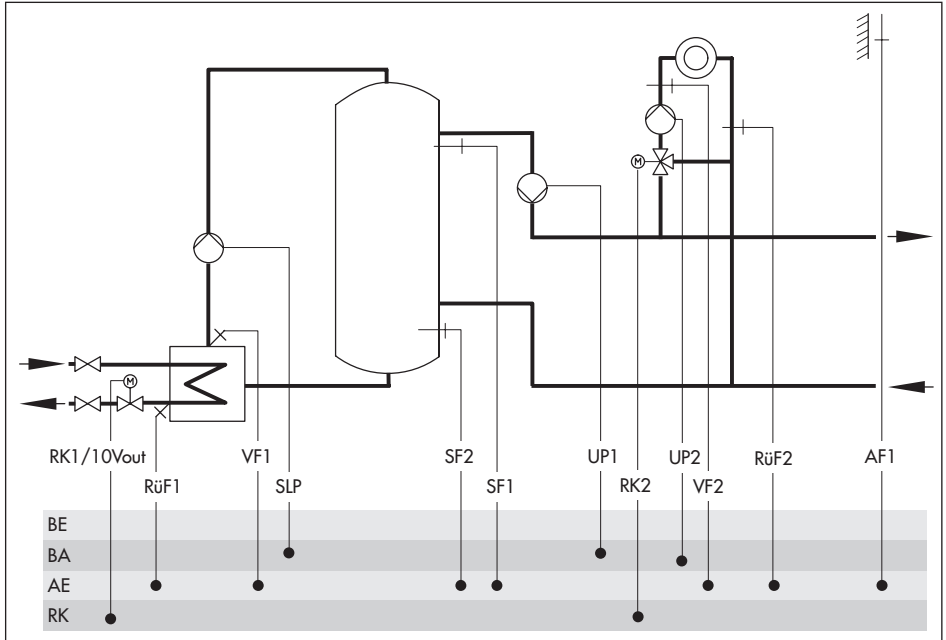 M
M
RK1/10Vout VF1 SF2 UP1 UP2 RüF2 AF1
RüF1 SLP SF1 RK2 VF2
BE
BA
AE
RK